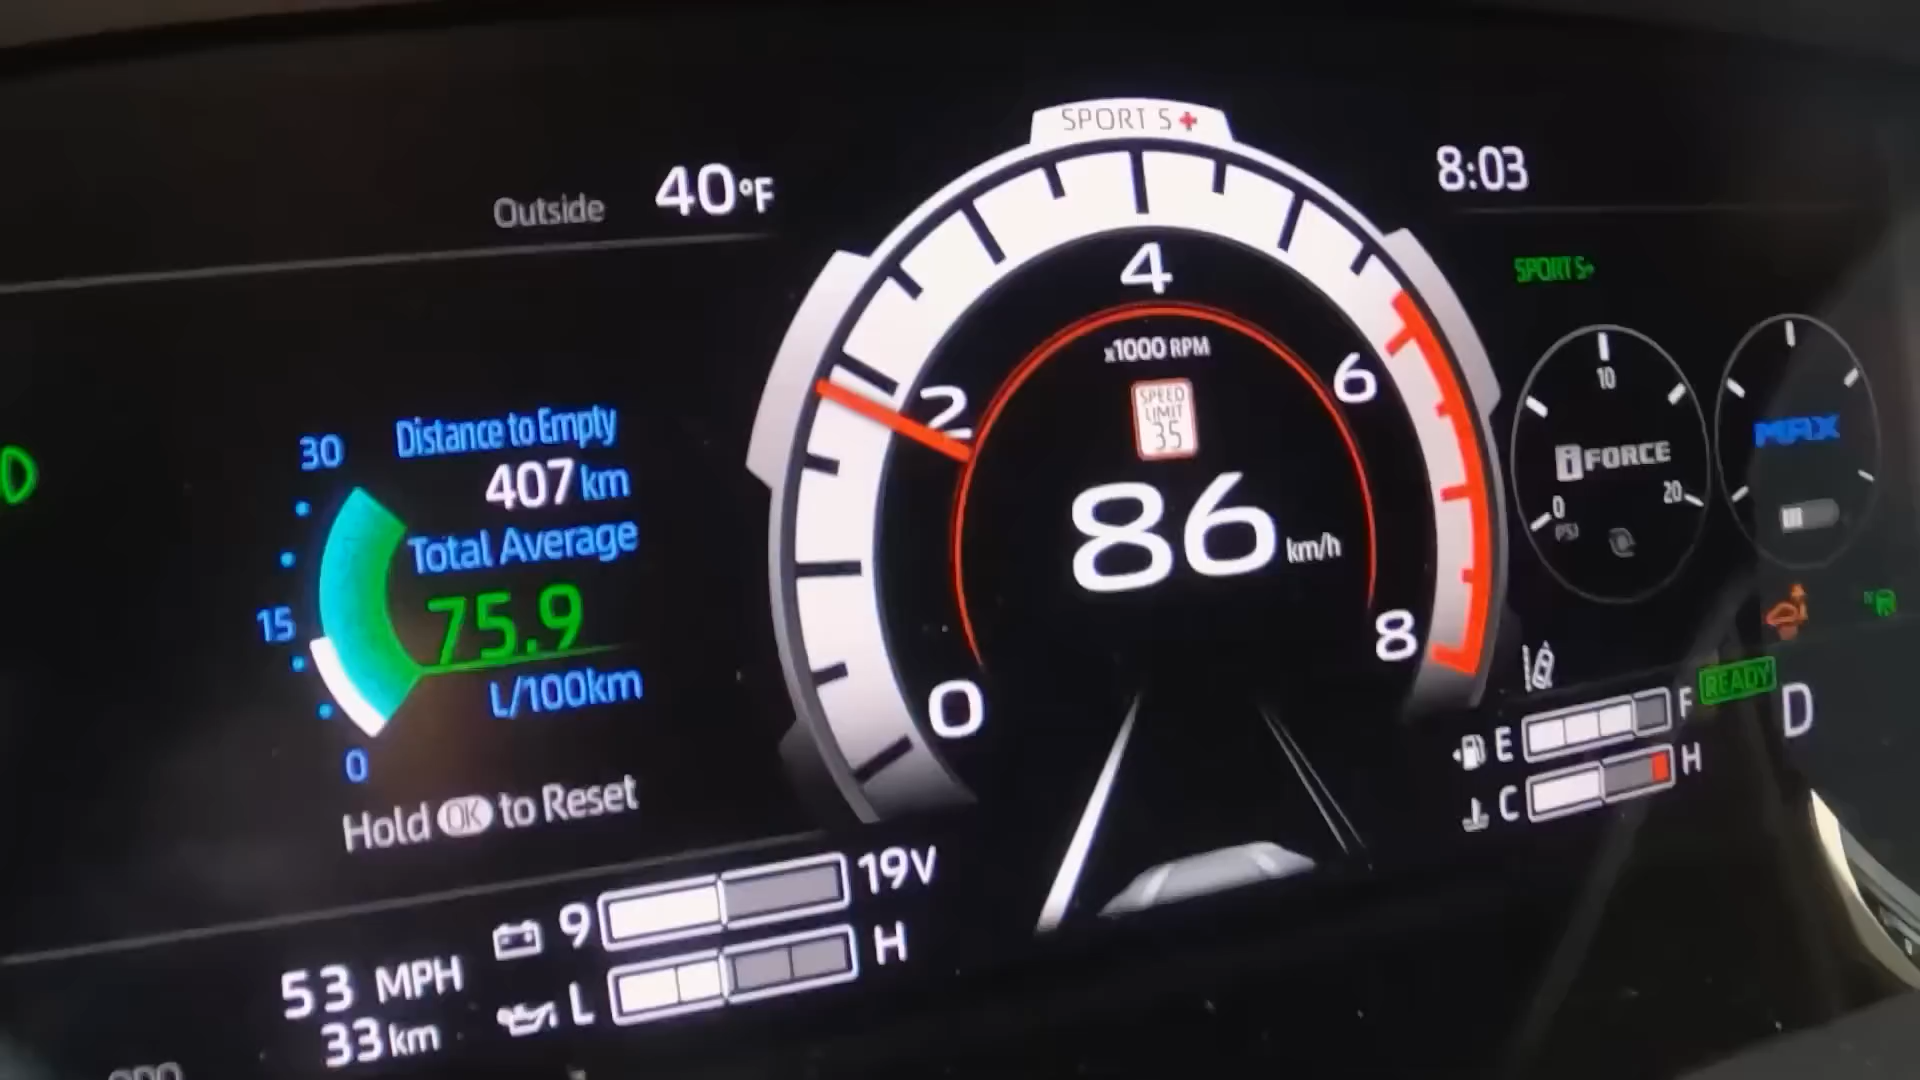 SPORT S+
Outside 40°F
8:03
SPORT S+
4
x1000 RPM
2
6
SPEED
LIMIT
35
10
iFORCE
MAX
0
20
PSI
30
Distance to Empty
407 km
Total Average
75.9
L/100km
15
0
86 km/h
8
0
Hold OK to Reset
READY
E F
D
C H
9 19V
L H
53 MPH
33 km
ODO